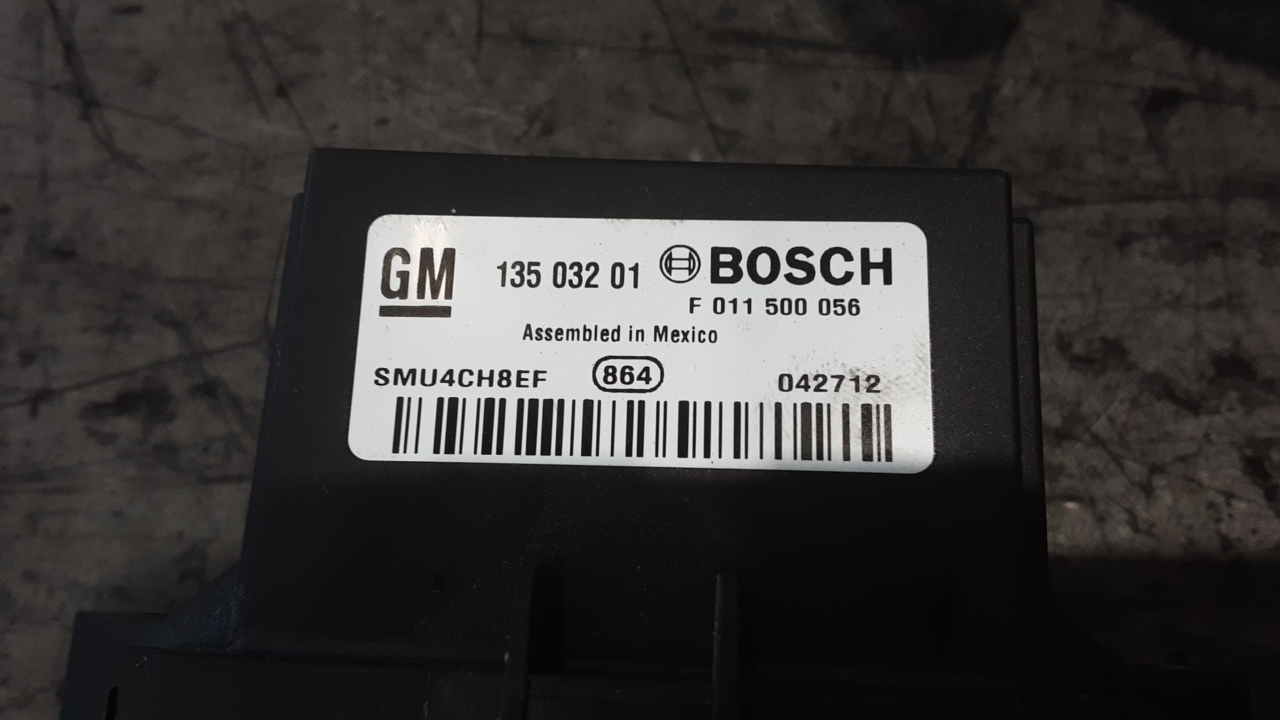 GM 135 032 01 BOSCH
F 011 500 056
Assembled in Mexico
SMU4CH8EF 864 042712